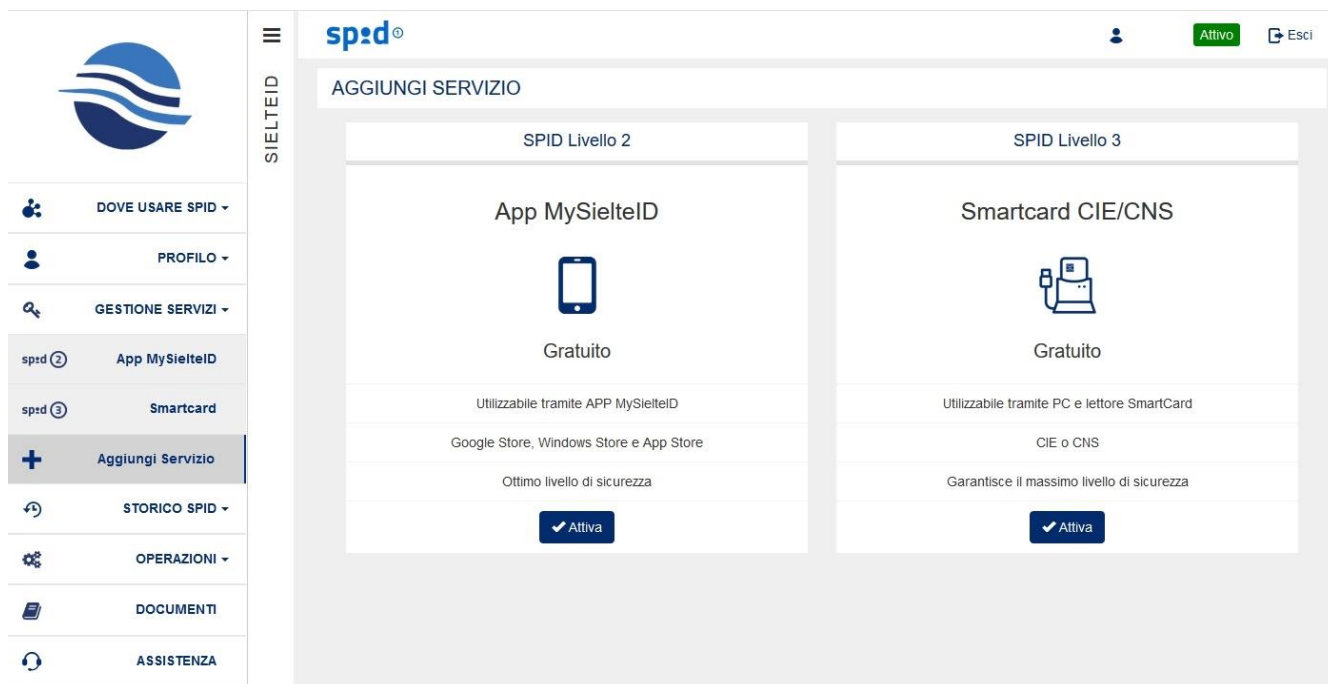 SIELTEID
DOVE USARE SPID
PROFILO
GESTIONE SERVIZI
spid 2 App MySielteID
spid 3 Smartcard
Aggiungi Servizio
STORICO SPID
OPERAZIONI
DOCUMENTI
ASSISTENZA
spid 1
Attivo
Esci
AGGIUNGI SERVIZIO
SPID Livello 2
App MySielteID
Gratuito
Utilizzabile tramite APP MySielteID
Google Store, Windows Store e App Store
Ottimo livello di sicurezza
Attiva
SPID Livello 3
Smartcard CIE/CNS
Gratuito
Utilizzabile tramite PC e lettore SmartCard
CIE o CNS
Garantisce il massimo livello di sicurezza
Attiva